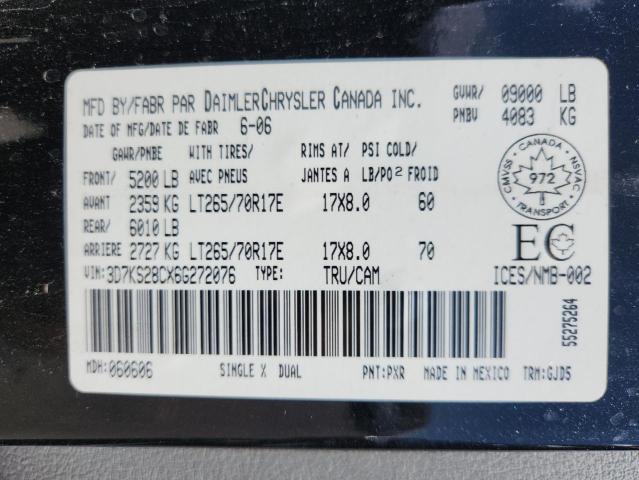 MFD BY/FABR PAR DAIMLERCHRYSLER CANADA INC.
GVWR/ 09000 LB
PNBV 4083 KG
DATE OF MFG/DATE DE FABR 6-06
GAWR/PNBE WITH TIRES/ RIMS AT/ PSI COLD/
AVEC PNEUS JANTES A LB/PO2 FROID
FRONT/ 5200 LB
AVANT 2359 KG LT265/70R17E 17X8.0 60
REAR/ 6010 LB
ARRIERE 2727 KG LT265/70R17E 17X8.0 70
CANADA
CMVSS NSVAC
972
TRANSPORT
EC
VIN: 3D7KS28CX6G272076 TYPE: TRU/CAM ICES/NMB-002
55275264
MDH: 060606 SINGLE X DUAL PNT: PXR MADE IN MEXICO TRM: GJD5